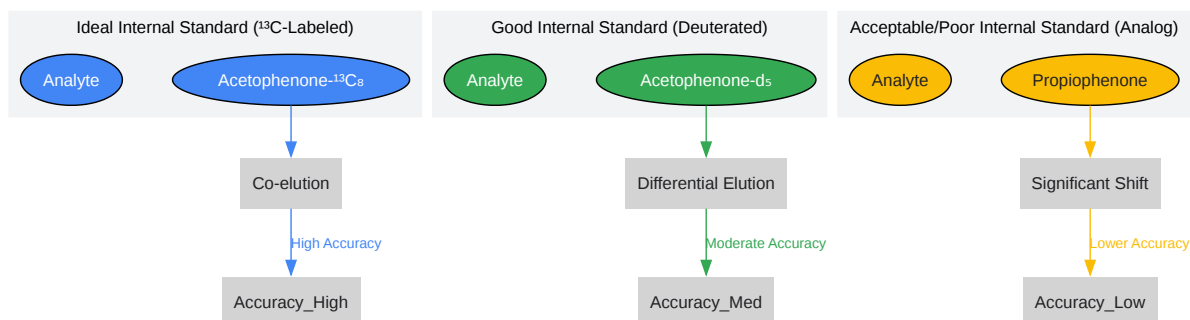 Ideal Internal Standard (¹³C-Labeled)
Analyte
Acetophenone-¹³C₈
Co-elution
High Accuracy
Accuracy_High
Good Internal Standard (Deuterated)
Analyte
Acetophenone-d₅
Differential Elution
Moderate Accuracy
Accuracy_Med
Acceptable/Poor Internal Standard (Analog)
Analyte
Propiophenone
Significant Shift
Lower Accuracy
Accuracy_Low